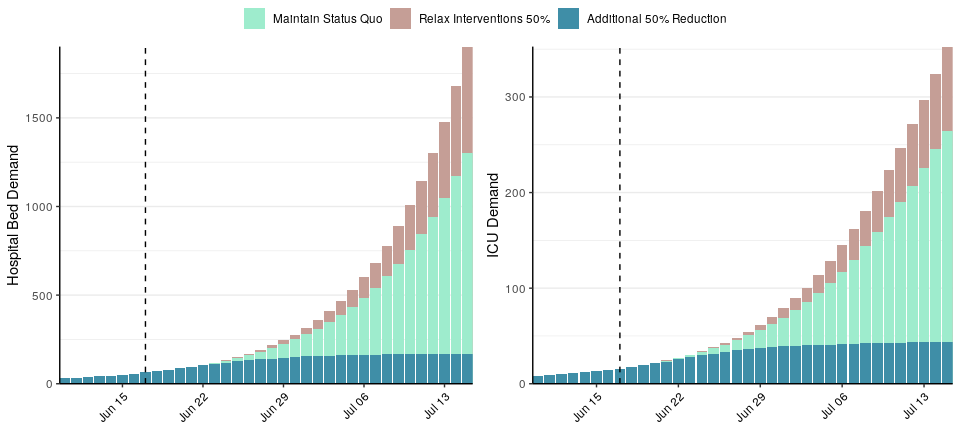 Maintain Status Quo Relax Interventions 50% Additional 50% Reduction
Hospital Bed Demand
1500
1000
500
0
Jun 15 Jun 22 Jun 29 Jul 06 Jul 13
ICU Demand
300
200
100
0
Jun 15 Jun 22 Jun 29 Jul 06 Jul 13